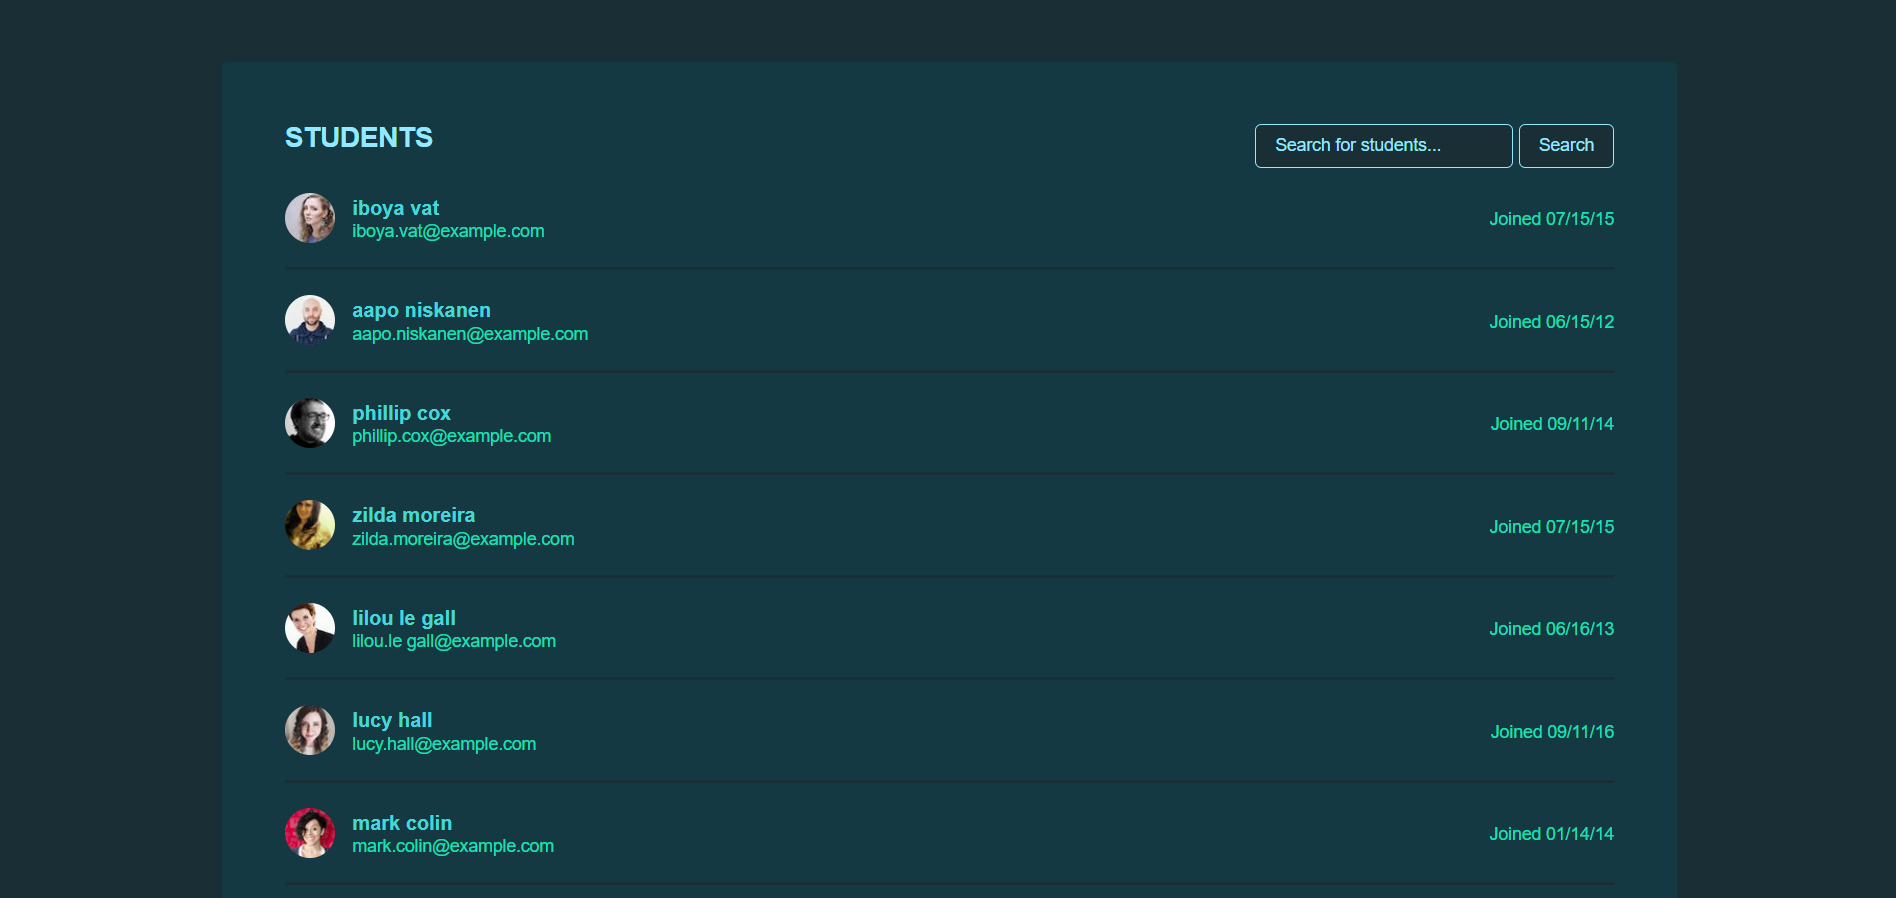 STUDENTS
Search for students...
Search
iboya vat
iboya.vat@example.com
Joined 07/15/15
aapo niskanen
aapo.niskanen@example.com
Joined 06/15/12
phillip cox
phillip.cox@example.com
Joined 09/11/14
zilda moreira
zilda.moreira@example.com
Joined 07/15/15
lilou le gall
lilou.le gall@example.com
Joined 06/16/13
lucy hall
lucy.hall@example.com
Joined 09/11/16
mark colin
mark.colin@example.com
Joined 01/14/14